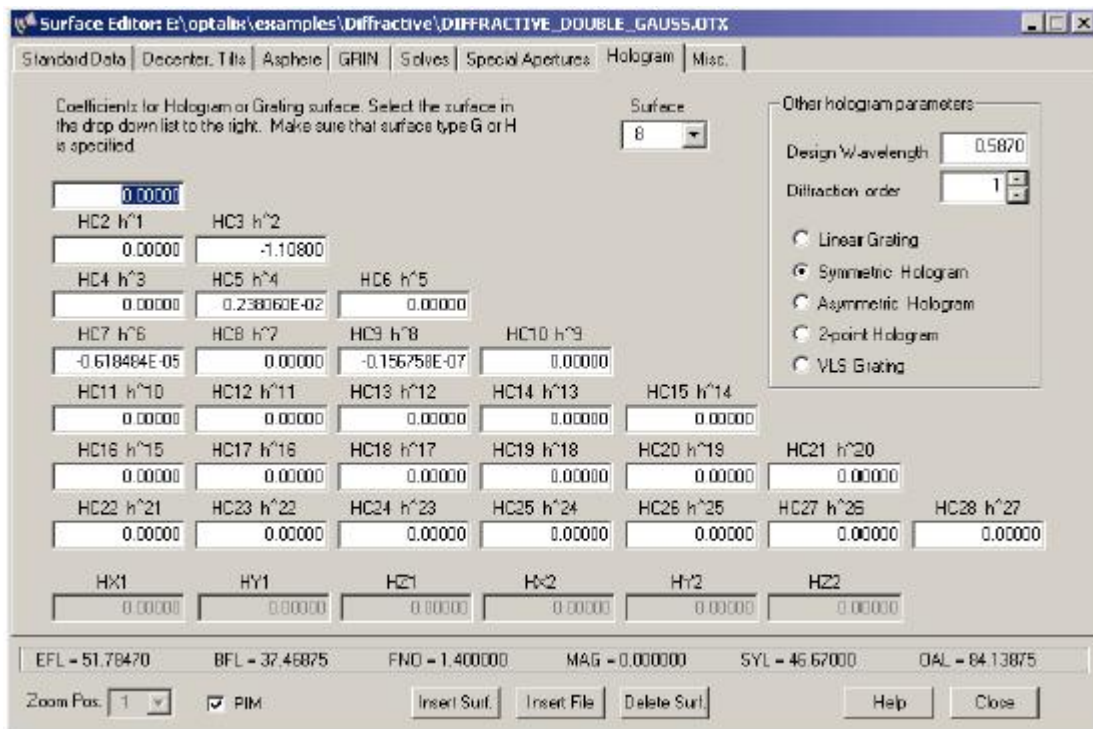 Surface Editor: E:\optalix\examples\Diffractive\DIFFRACTIVE_DOUBLE_GAUSS.OTX
Standard Data Decenter, Tilts Asphere GRIN Solves Special Apertures Hologram Misc.
Coefficients for Hologram or Grating surface. Select the surface in
the drop down list to the right. Make sure that surface type G or H
is specified.
Surface
8
Other hologram parameters
Design Wavelength 0.5870
Diffraction order 1
Linear Grating
Symmetric Hologram
Asymmetric Hologram
2-point Hologram
VLS Grating
0.00000
HC2 h^1 HC3 h^2
0.00000 -1.10800
HC4 h^3 HC5 h^4 HC6 h^5
0.00000 0.238060E-02 0.00000
HC7 h^6 HC8 h^7 HC9 h^8 HC10 h^9
-0.618484E-05 0.00000 -0.156758E-07 0.00000
HC11 h^10 HC12 h^11 HC13 h^12 HC14 h^13 HC15 h^14
0.00000 0.00000 0.00000 0.00000 0.00000
HC16 h^15 HC17 h^16 HC18 h^17 HC19 h^18 HC20 h^19 HC21 h^20
0.00000 0.00000 0.00000 0.00000 0.00000 0.00000
HC22 h^21 HC23 h^22 HC24 h^23 HC25 h^24 HC26 h^25 HC27 h^26 HC28 h^27
0.00000 0.00000 0.00000 0.00000 0.00000 0.00000 0.00000
HX1 HY1 HZ1 HX2 HY2 HZ2
0.00000 0.00000 0.00000 0.00000 0.00000 0.00000
EFL = 51.78470 BFL = 37.46875 FNO = 1.400000 MAG = 0.000000 SYL = 46.67000 OAL = 84.13875
Zoom Pos. 1 PIM Insert Surf. Insert File Delete Surf. Help Close